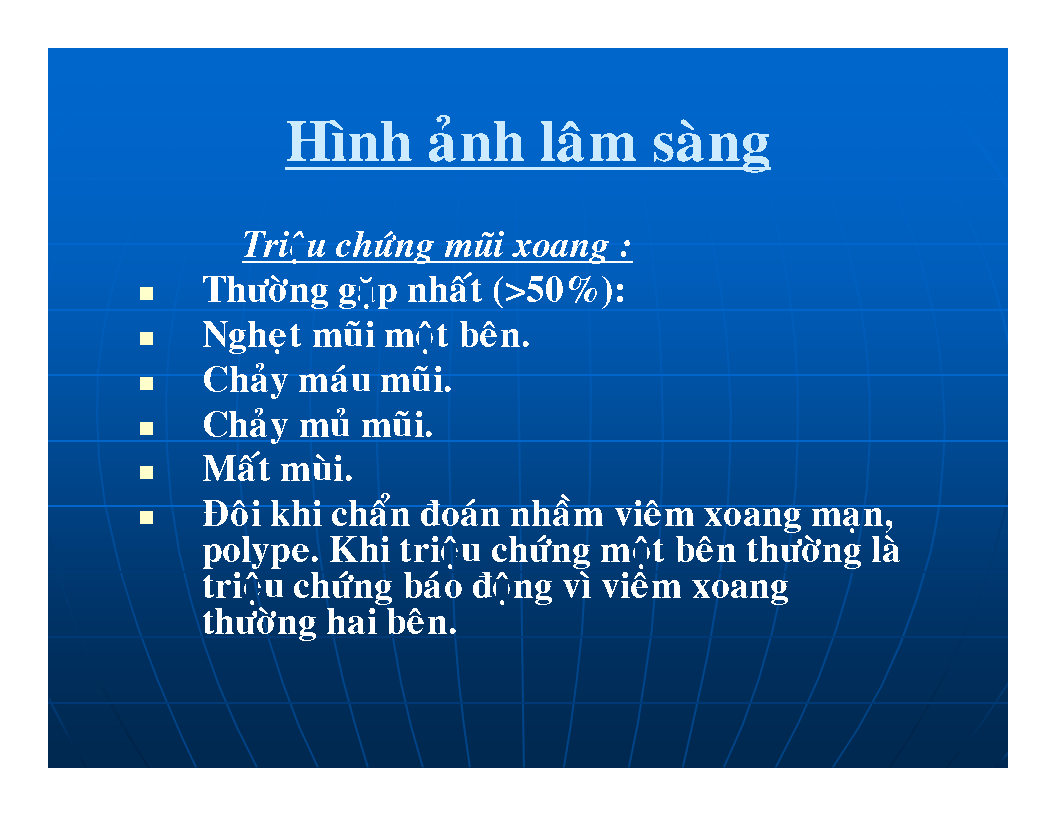 Hình ảnh lâm sàng
Triệu chứng mũi xoang :
Thường gặp nhất (>50%):
Nghẹt mũi một bên.
Chảy máu mũi.
Chảy mủ mũi.
Mất mùi.
Đôi khi chẩn đoán nhầm viêm xoang mạn,
polype. Khi triệu chứng một bên thường là
triệu chứng báo động vì viêm xoang
thường hai bên.